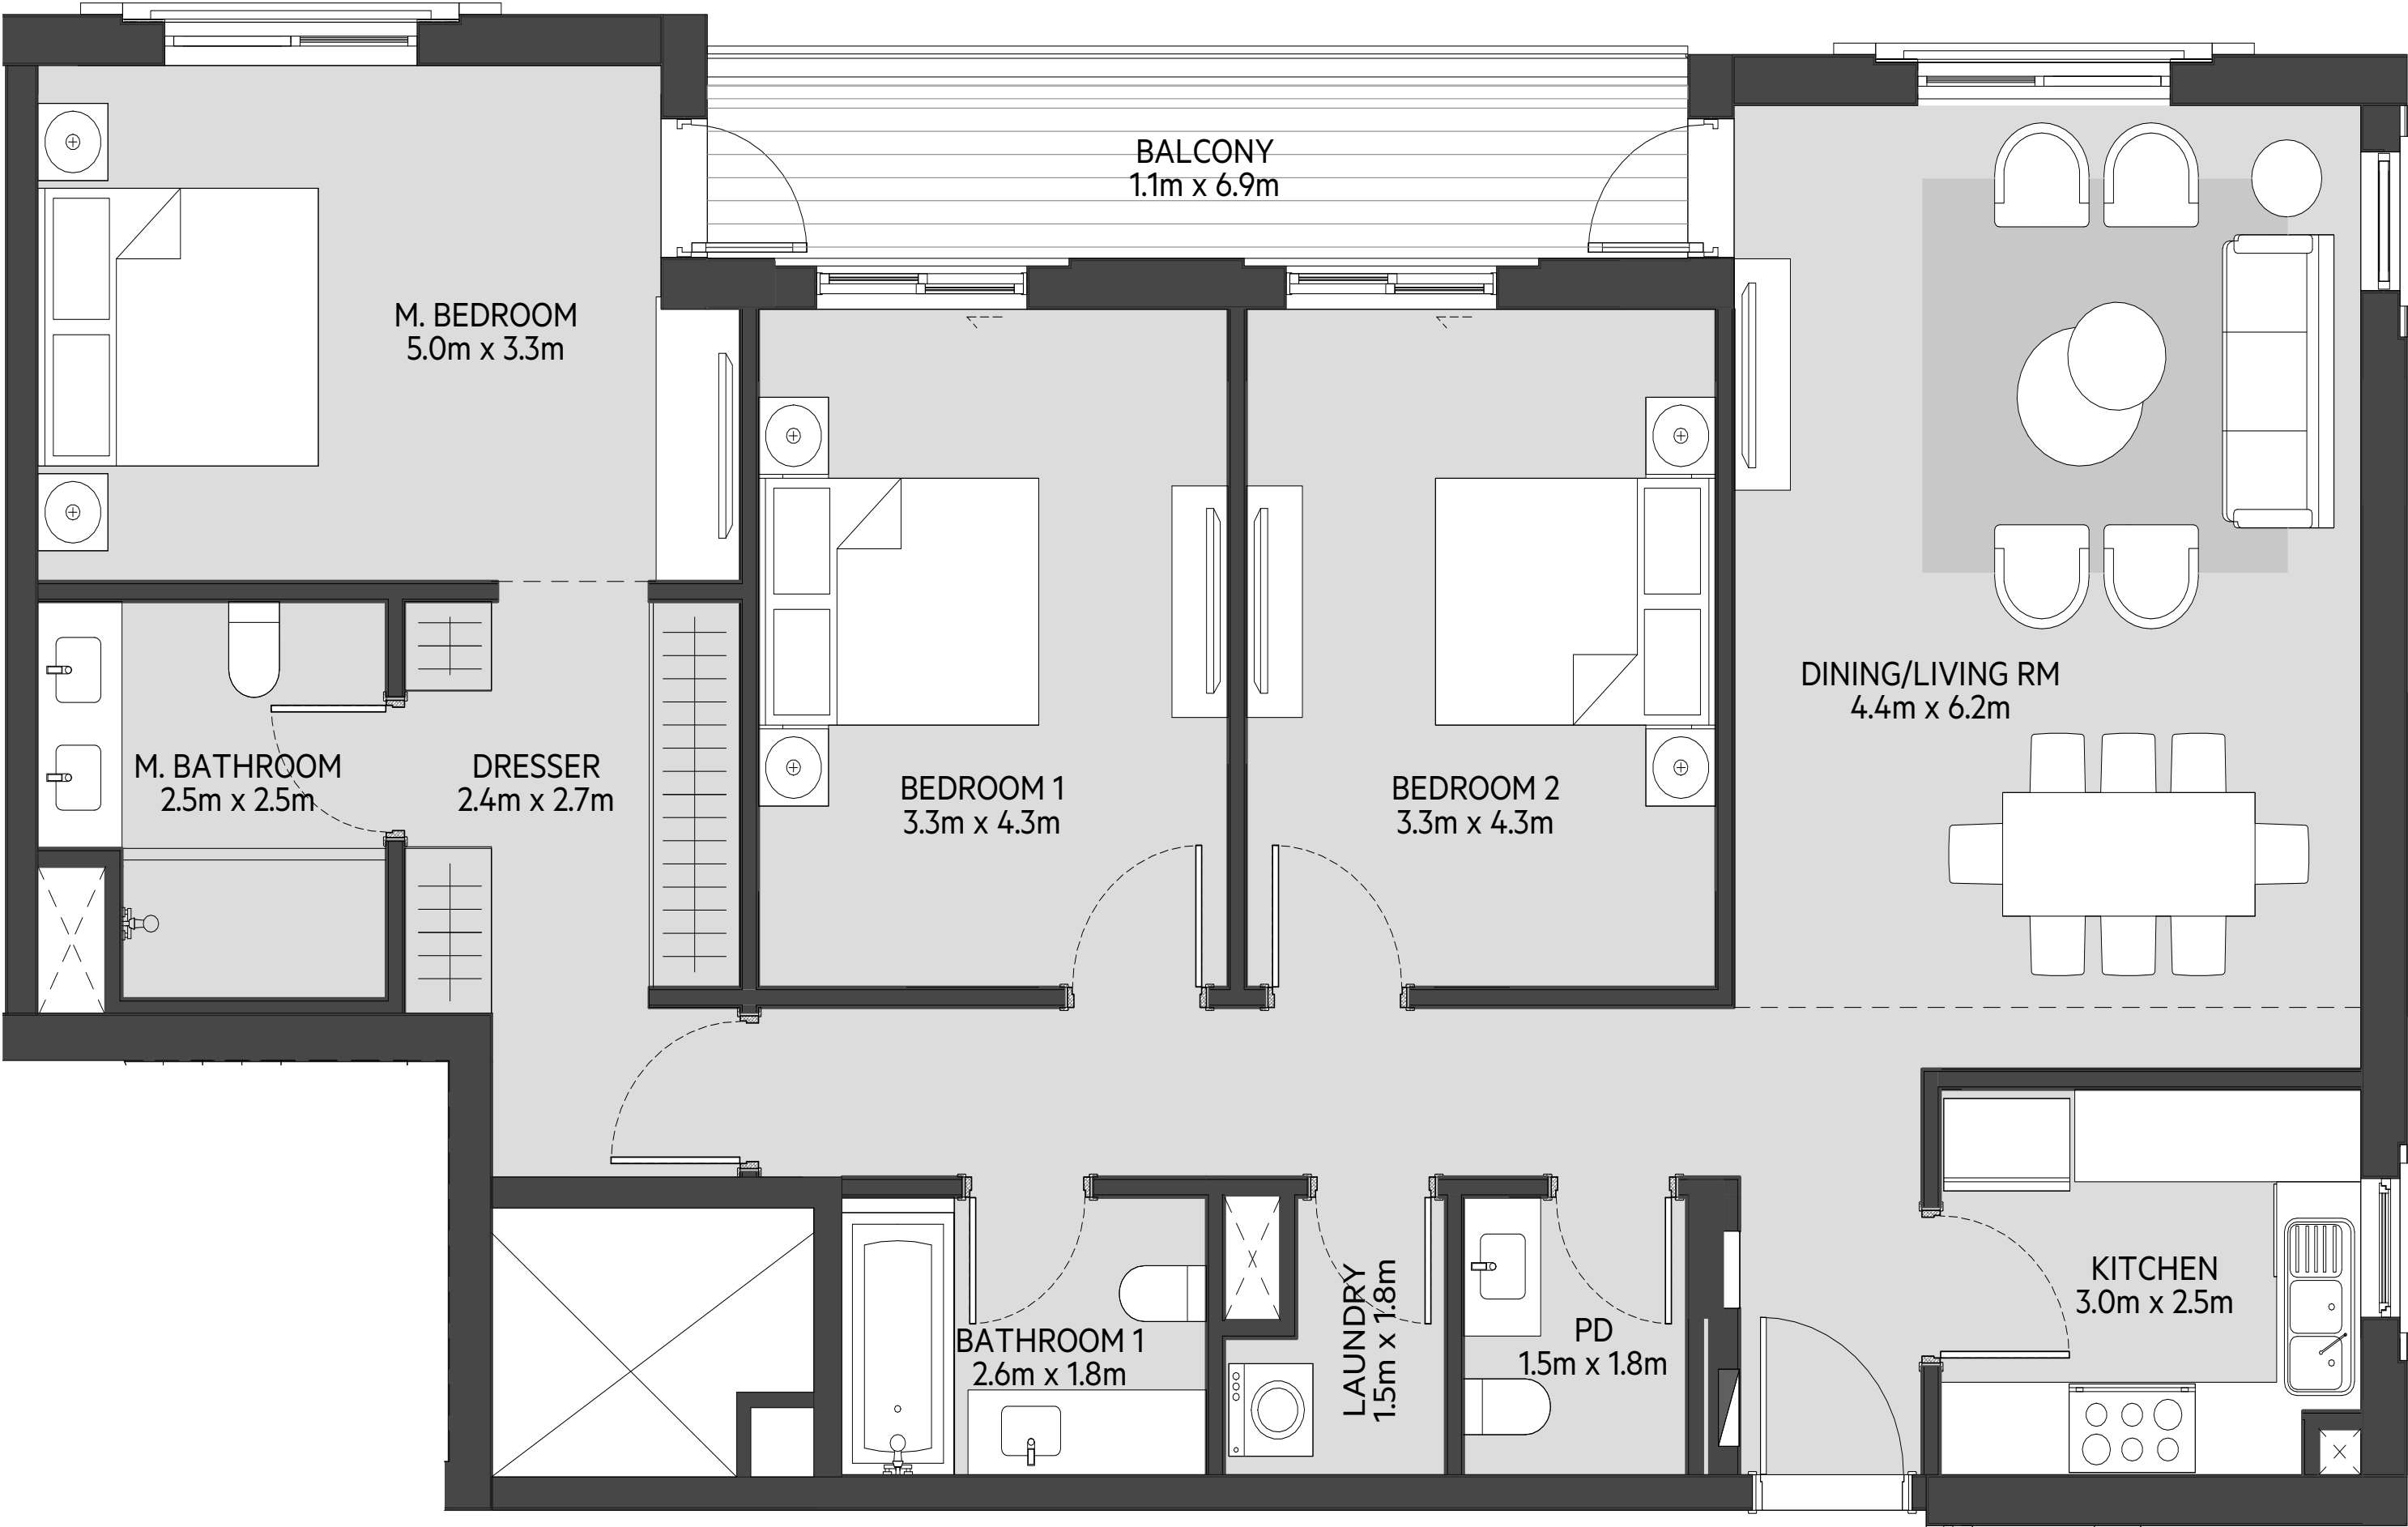 BALCONY
1.1m x 6.9m
M. BEDROOM
5.0m x 3.3m
DINING/LIVING RM
4.4m x 6.2m
M. BATHROOM
2.5m x 2.5m
DRESSER
2.4m x 2.7m
BEDROOM 1
3.3m x 4.3m
BEDROOM 2
3.3m x 4.3m
KITCHEN
3.0m x 2.5m
BATHROOM 1
2.6m x 1.8m
LAUNDRY
1.5m x 1.8m
PD
1.5m x 1.8m